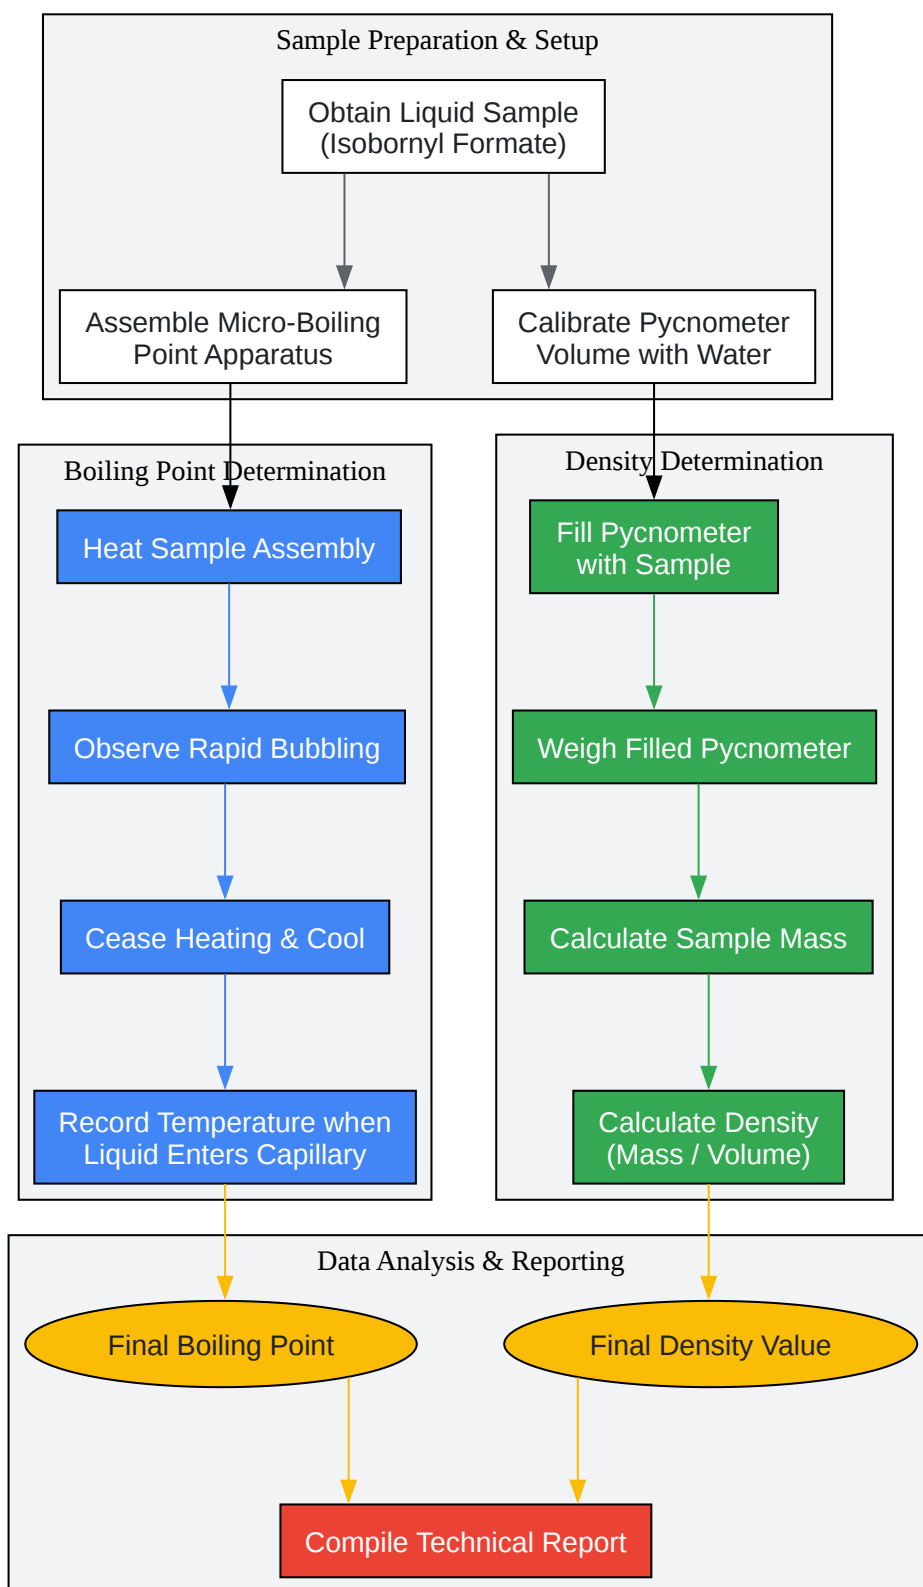 Sample Preparation & Setup
Obtain Liquid Sample
(Isobornyl Formate)
Assemble Micro-Boiling
Point Apparatus
Calibrate Pycnometer
Volume with Water
Boiling Point Determination
Heat Sample Assembly
Observe Rapid Bubbling
Cease Heating & Cool
Record Temperature when
Liquid Enters Capillary
Density Determination
Fill Pycnometer
with Sample
Weigh Filled Pycnometer
Calculate Sample Mass
Calculate Density
(Mass / Volume)
Data Analysis & Reporting
Final Boiling Point
Final Density Value
Compile Technical Report